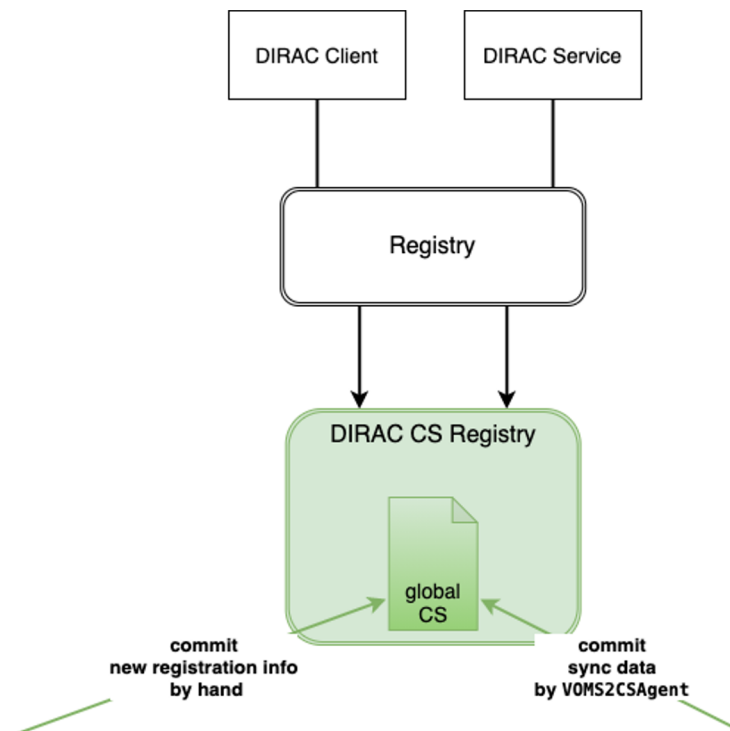 DIRAC Client
DIRAC Service
Registry
DIRAC CS Registry
global
CS
commit
new registration info
by hand
commit
sync data
by VOMS2CSAgent